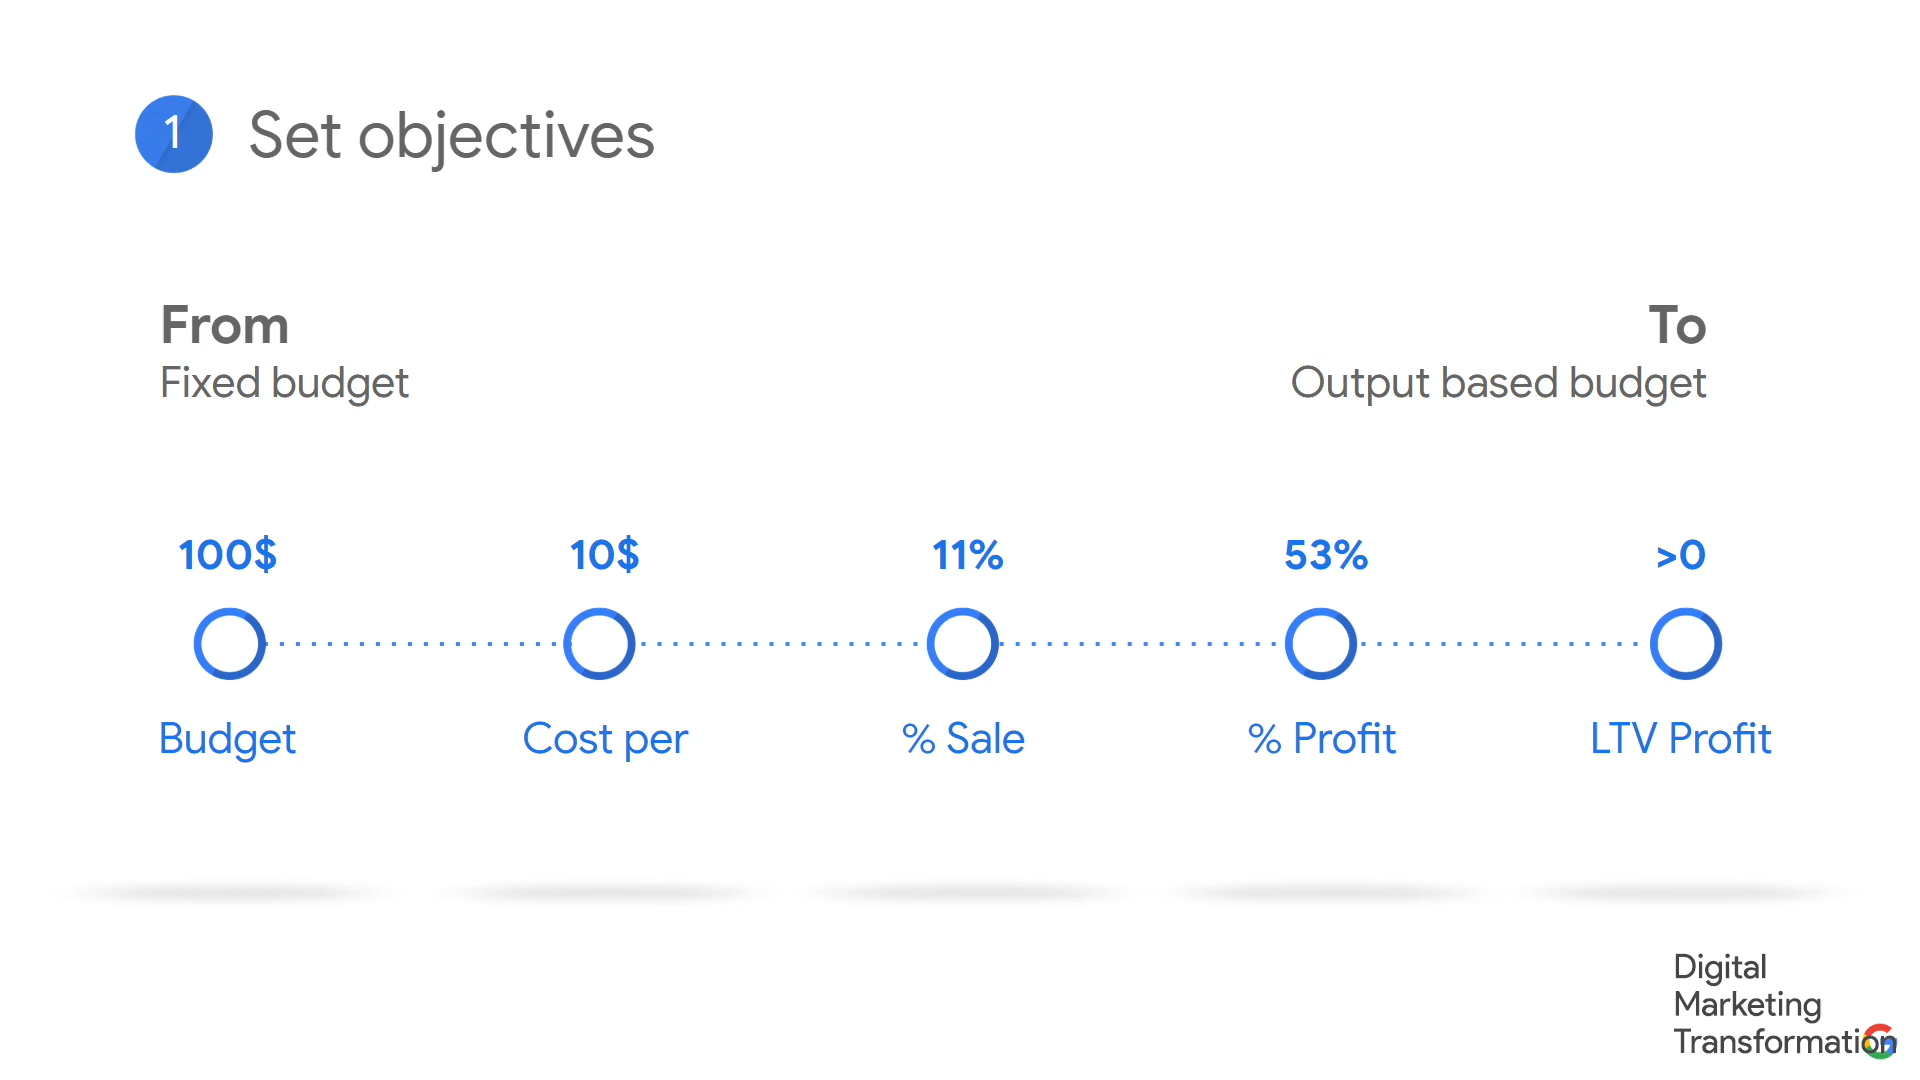 1 Set objectives
From
Fixed budget
To
Output based budget
100$ 10$ 11% 53% >0
Budget Cost per % Sale % Profit LTV Profit
Digital
Marketing
Transformation